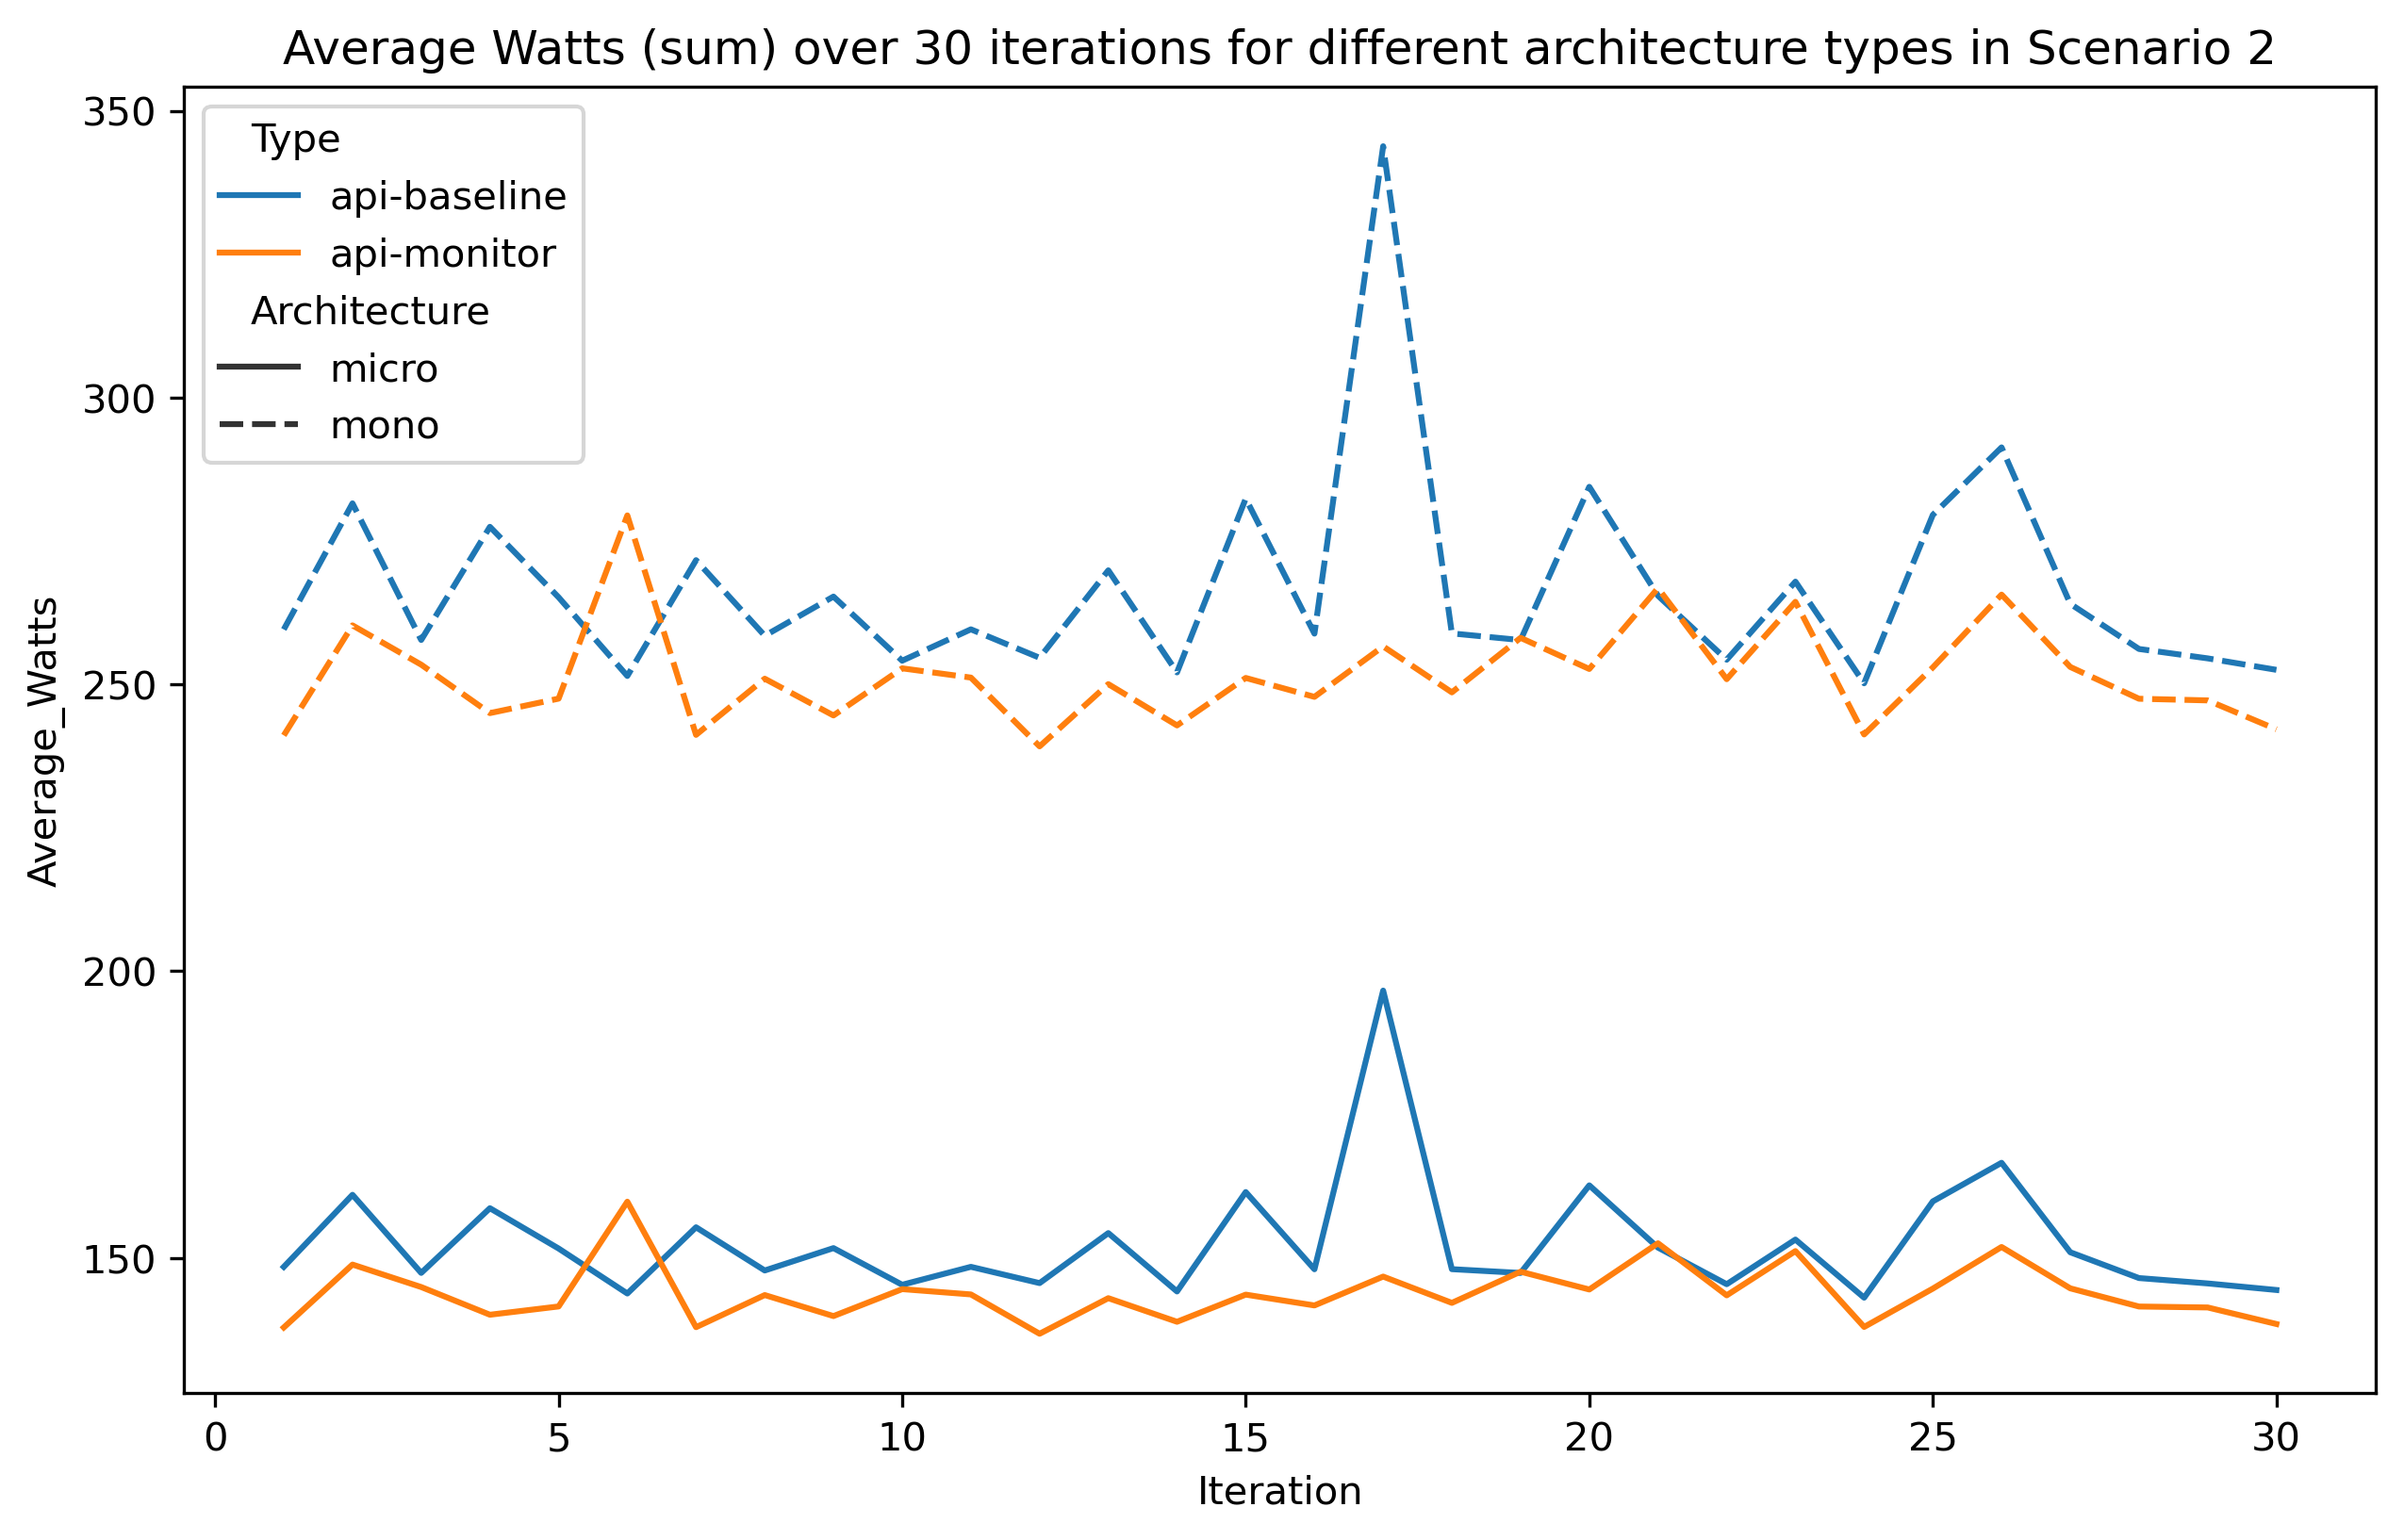 Average Watts (sum) over 30 iterations for different architecture types in Scenario 2
Type
api-baseline
api-monitor
Architecture
micro
mono
350
300
250
200
150
Average_Watts
0 5 10 15 20 25 30
Iteration